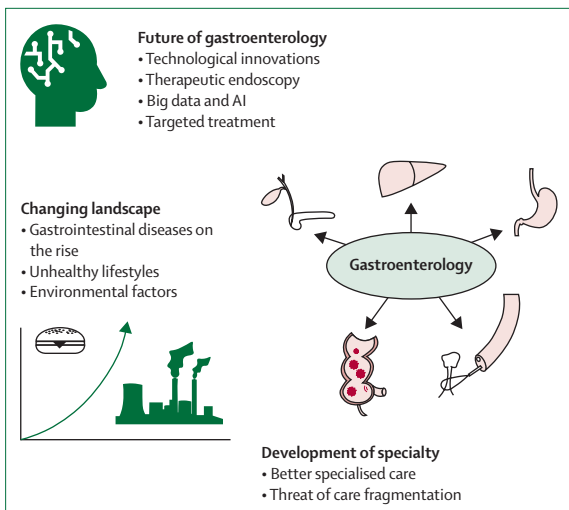 Future of gastroenterology
• Technological innovations
• Therapeutic endoscopy
• Big data and AI
• Targeted treatment
Changing landscape
• Gastrointestinal diseases on
the rise
• Unhealthy lifestyles
• Environmental factors
Gastroenterology
Development of specialty
• Better specialised care
• Threat of care fragmentation